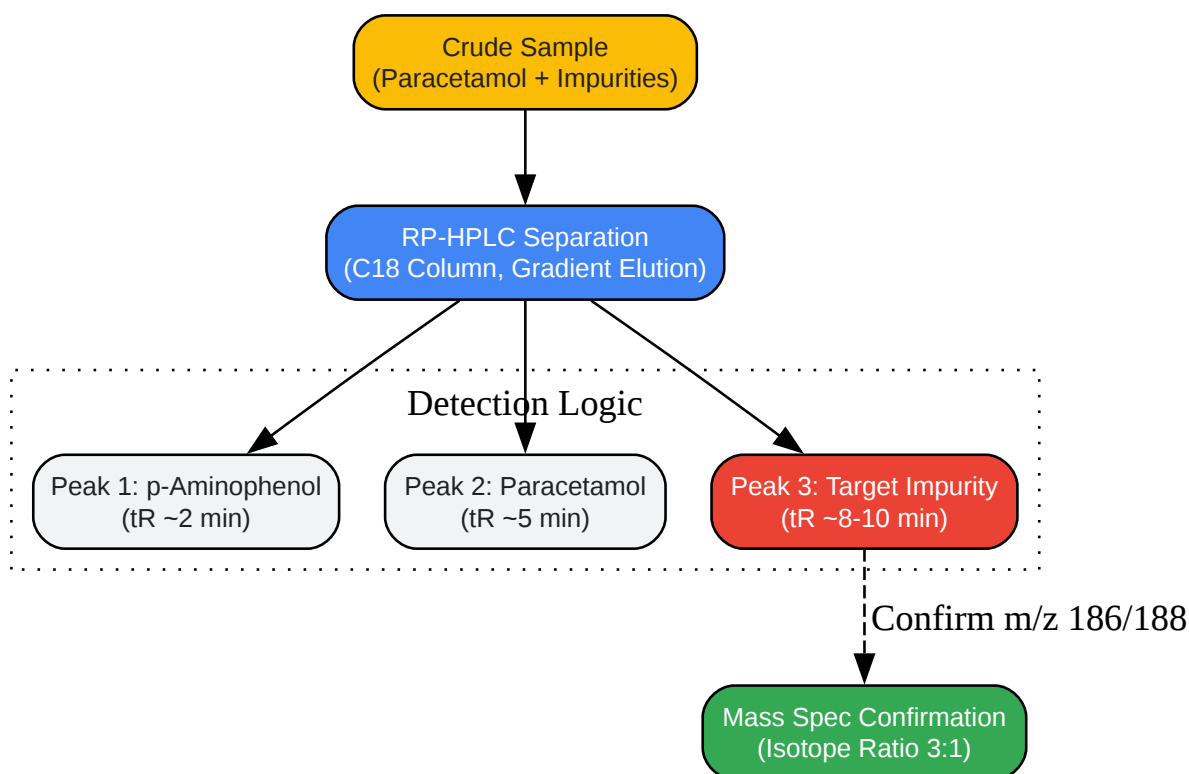 Crude Sample
(Paracetamol + Impurities)
RP-HPLC Separation
(C18 Column, Gradient Elution)
Detection Logic
Peak 1: p-Aminophenol
(tR ~2 min)
Peak 2: Paracetamol
(tR ~5 min)
Peak 3: Target Impurity
(tR ~8-10 min)
Confirm m/z 186/188
Mass Spec Confirmation
(Isotope Ratio 3:1)